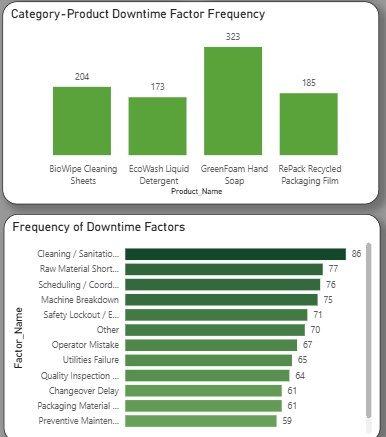 Category-Product Downtime Factor Frequency
323
204
185
173
BioWipe Cleaning Sheets
EcoWash Liquid Detergent
GreenFoam Hand Soap
RePack Recycled Packaging Film
Product_Name
Frequency of Downtime Factors
Factor_Name
Cleaning / Sanitatio... 86
Raw Material Short... 77
Scheduling / Coord... 76
Machine Breakdown 75
Safety Lockout / E... 71
Other 70
Operator Mistake 67
Utilities Failure 65
Quality Inspection ... 64
Changeover Delay 61
Packaging Material ... 61
Preventive Mainten... 59